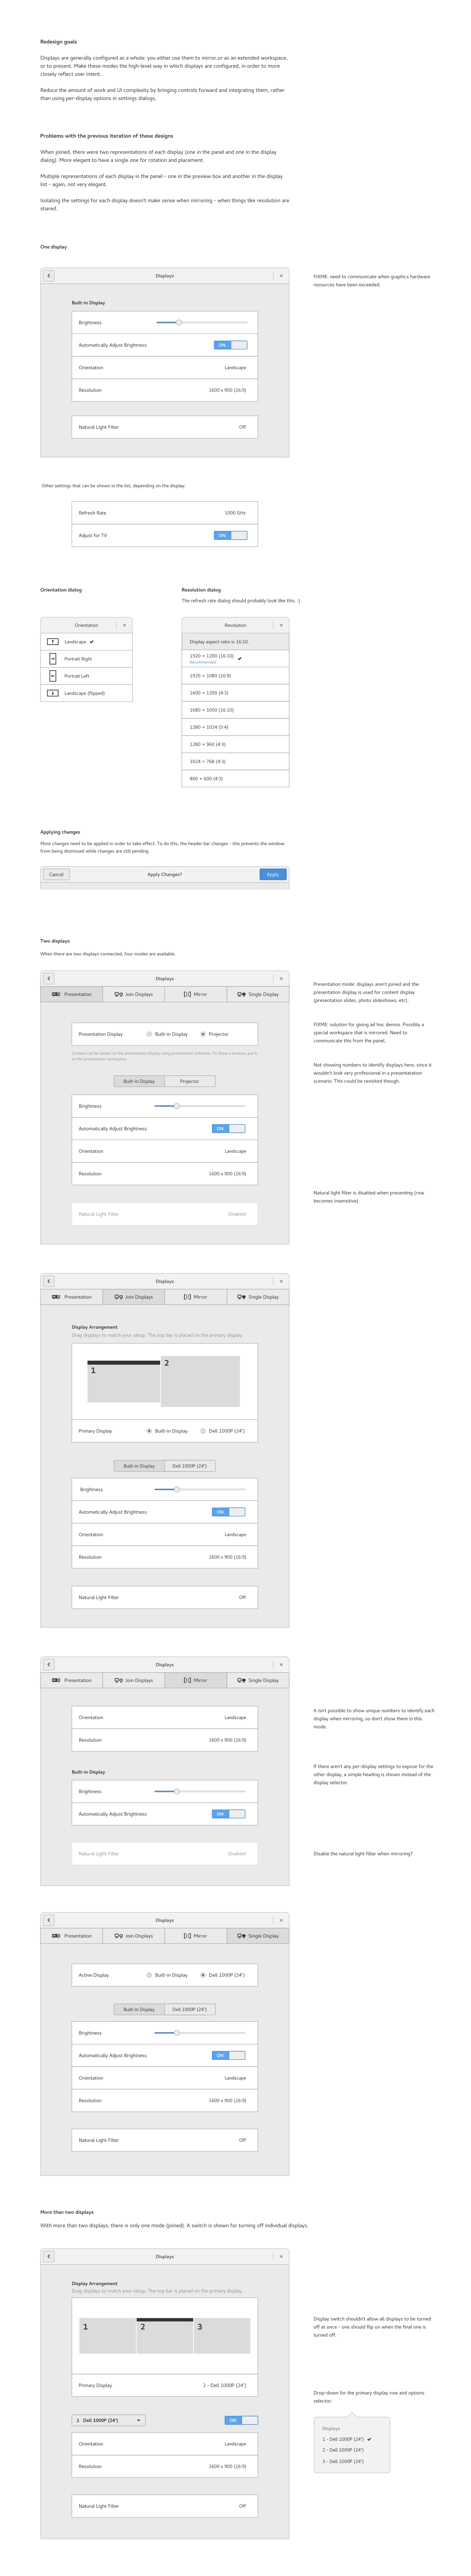 Redesign goals
Displays are generally configured as a whole: you either use them to mirror,or as an extended workspace,
or to present. Make these modes the high-level way in which displays are configured, in order to more
closely reflect user intent.
Reduce the amount of work and UI complexity by bringing controls forward and integrating them, rather
than using per-display options in settings dialogs.
Problems with the previous iteration of these designs
When joined, there were two representations of each display (one in the panel and one in the display
dialog). More elegant to have a single one for rotation and placement.
Multiple representations of each display in the panel - one in the preview box and another in the display
list - again, not very elegant.
Isolating the settings for each display doesn't make sense when mirroring - when things like resolution are
shared.
One display
Displays
Built-in Display
Brightness
Automatically Adjust Brightness ON
Orientation Landscape
Resolution 1600 x 900 (16:9)
Natural Light Filter Off
FIXME: need to communicate when graphics hardware
resources have been exceeded.
Other settings that can be shown in the list, depending on the display:
Refresh Rate 1000 GHz
Adjust for TV ON
Orientation dialog
Orientation
Landscape
Portrait Right
Portrait Left
Landscape (flipped)
Resolution dialog
The refresh rate dialog should probably look like this. :)
Resolution
Display aspect ratio is 16:10.
1920 × 1200 (16:10)
Recommended
1920 × 1080 (16:9)
1600 × 1200 (4:3)
1680 × 1050 (16:10)
1280 × 1024 (5:4)
1280 × 960 (4:3)
1024 × 768 (4:3)
800 × 600 (4:3)
Applying changes
Most changes need to be applied in order to take effect. To do this, the header bar changes - this prevents the window
from being dismissed while changes are still pending.
Cancel Apply Changes? Apply
Two displays
When there are two displays connected, four modes are available.
Displays
Presentation Join Displays Mirror Single Display
Presentation Display Built-in Display Projector
Content can be shown on the presentation display using presentation software. To show a window, put it
on the presentation workspace.
Built-in Display Projector
Brightness
Automatically Adjust Brightness ON
Orientation Landscape
Resolution 1600 x 900 (16:9)
Natural Light Filter Disabled
Presentation mode: displays aren't joined and the
presentation display is used for content display
(presentation slides, photo slideshows, etc).
FIXME: solution for giving ad hoc demos. Possibly a
special workspace that is mirrored. Need to
communicate this from the panel.
Not showing numbers to identify displays here, since it
wouldn't look very professional in a presentatation
scenario. This could be revisited though.
Natural light filter is disabled when presenting (row
becomes insensitive).
Displays
Presentation Join Displays Mirror Single Display
Display Arrangement
Drag displays to match your setup. The top bar is placed on the primary display.
1 2
Primary Display Built-in Display Dell 1000P (24")
Built-in Display Dell 1000P (24")
Brightness
Automatically Adjust Brightness ON
Orientation Landscape
Resolution 1600 x 900 (16:9)
Natural Light Filter Off
Displays
Presentation Join Displays Mirror Single Display
Orientation Landscape
Resolution 1600 x 900 (16:9)
Built-in Display
Brightness
Automatically Adjust Brightness ON
Natural Light Filter Disabled
It isn't possible to show unique numbers to identify each
display when mirroring, so don't show them in this
mode.
If there aren't any per-display settings to expose for the
other display, a simple heading is shown instead of the
display selector.
Disable the natural light filter when mirroring?
Displays
Presentation Join Displays Mirror Single Display
Active Display Built-in Display Dell 1000P (24")
Built-in Display Dell 1000P (24")
Brightness
Automatically Adjust Brightness ON
Orientation Landscape
Resolution 1600 x 900 (16:9)
Natural Light Filter Off
More than two displays
With more than two displays, there is only one mode (joined). A switch is shown for turning off individual displays.
Displays
Display Arrangement
Drag displays to match your setup. The top bar is placed on the primary display.
1 2 3
Primary Display 2 - Dell 1000P (24")
1 Dell 1000P (24") ON
Orientation Landscape
Resolution 1600 x 900 (16:9)
Natural Light Filter Off
Display switch shouldn't allow all displays to be turned
off at once - one should flip on when the final one is
turned off.
Drop-down for the primary display row and options
selector:
Displays
1 - Dell 1000P (24")
2 - Dell 1000P (24")
3 - Dell 1000P (24")